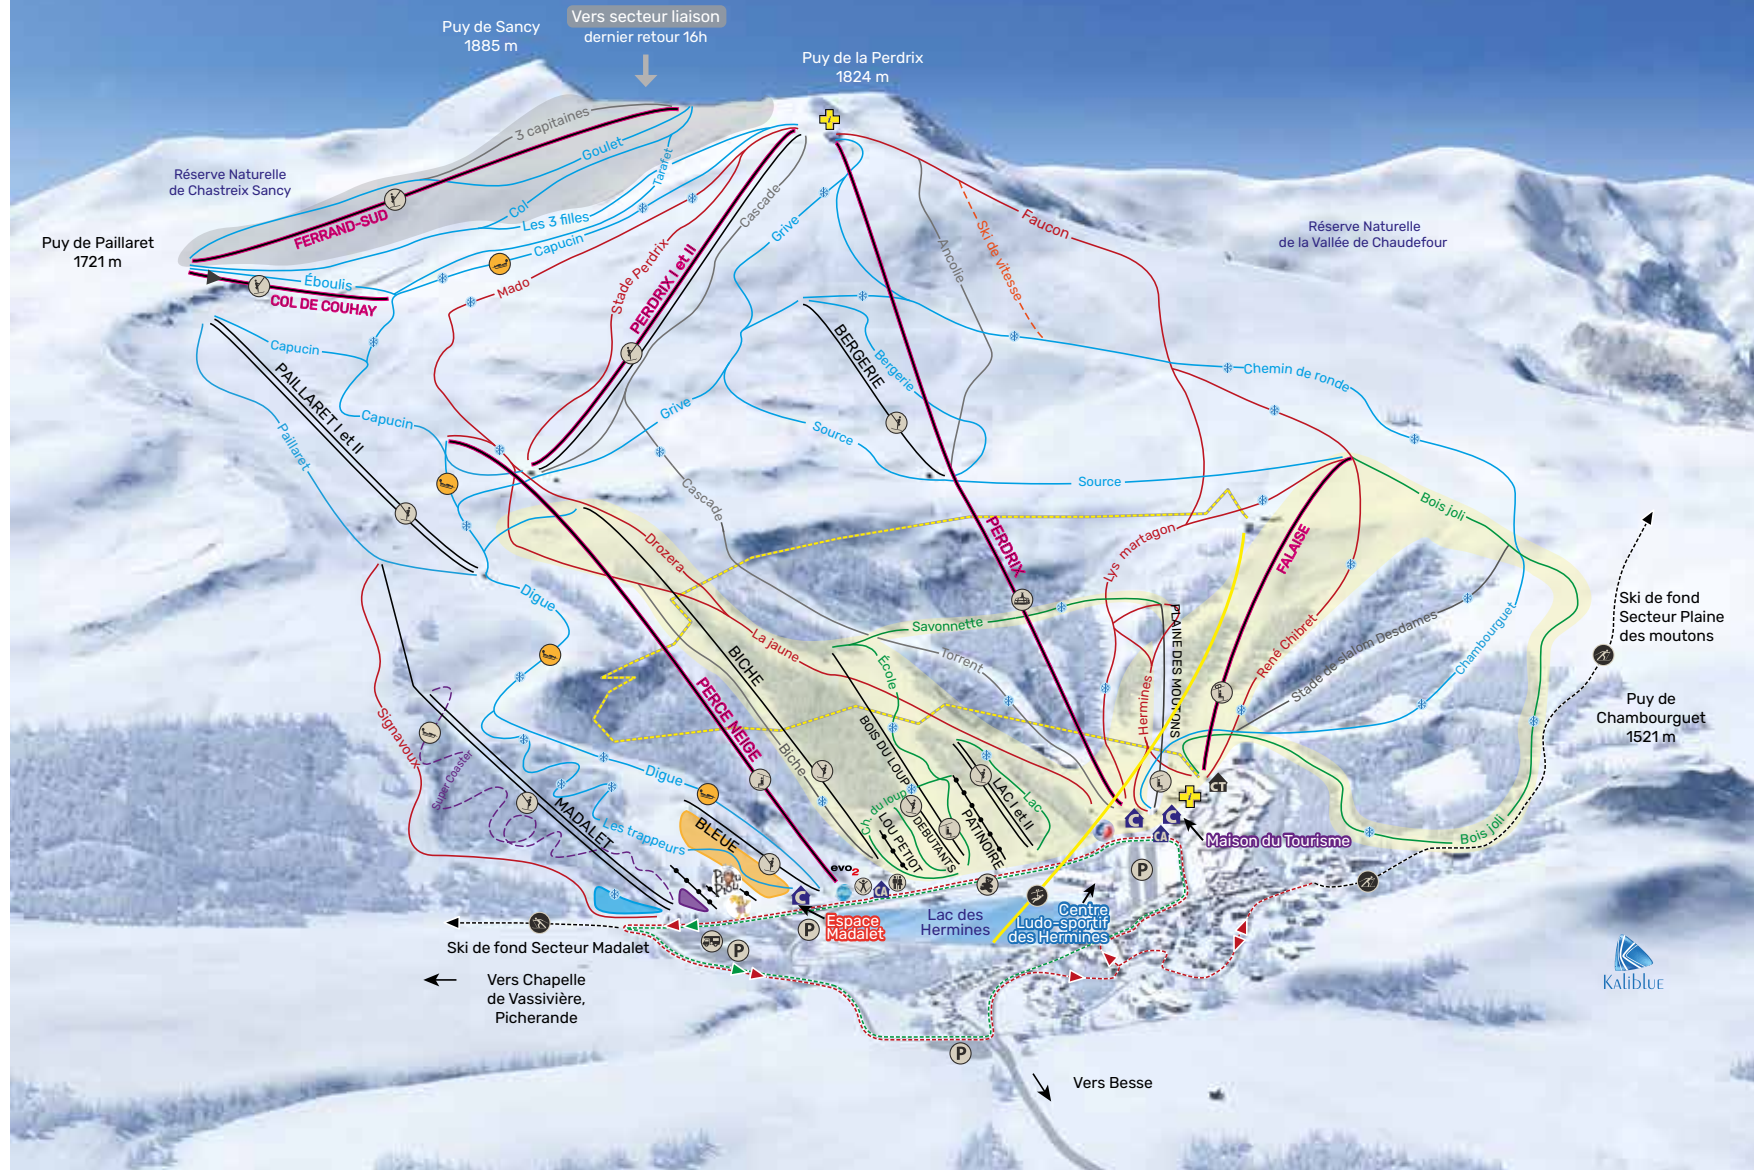 Puy de Sancy
1885 m
Vers secteur liaison
dernier retour 16h
Puy de la Perdrix
1824 m
3 capitaines
Goulet
Tarafet
Réserve Naturelle
de Chastreix Sancy
Col
Les 3 filles
Capucin
FERRAND-SUD
Puy de Paillaret
1721 m
Éboulis
COL DE COUHAY
Mado
Stade Perdrix
PERDRIX I et II
Cascade
Grive
Ancolie
Ski de vitesse
Faucon
Réserve Naturelle
de la Vallée de Chaudefour
Capucin
PAILLARET I et II
Capucin
Paillaret
BERGERIE
Bergerie
Grive
Source
Source
Chemin de ronde
Cascade
Bois joli
Drozera
PERDRIX
Lys martagon
FALAISE
Digue
La jaune
Savonnette
École
Torrent
PLAINE DES MOUTONS
Hermines
René Chibret
Stade de slalom Desdames
Chambourguet
Ski de fond
Secteur Plaine
des moutons
Puy de
Chambourguet
1521 m
Signavoux
BICHE
PERCE NEIGE
Biche
BOIS DU LOUP
Super Coaster
Digue
MADALET
Les trappeurs
BLEUE
Ch. du loup
LOU PETIOT
DEBUTANTS
PATINOIRE
LAC I et II
Lac
CT
C
C
CA
Maison du Tourisme
Bois joli
Piou
Piou
evo2
C
CA
P
Espace
Madalet
P
Lac des
Hermines
Centre
Ludo-sportif
des Hermines
Ski de fond Secteur Madalet
P
Vers Chapelle
de Vassivière,
Picherande
KALIBLUE
P
Vers Besse